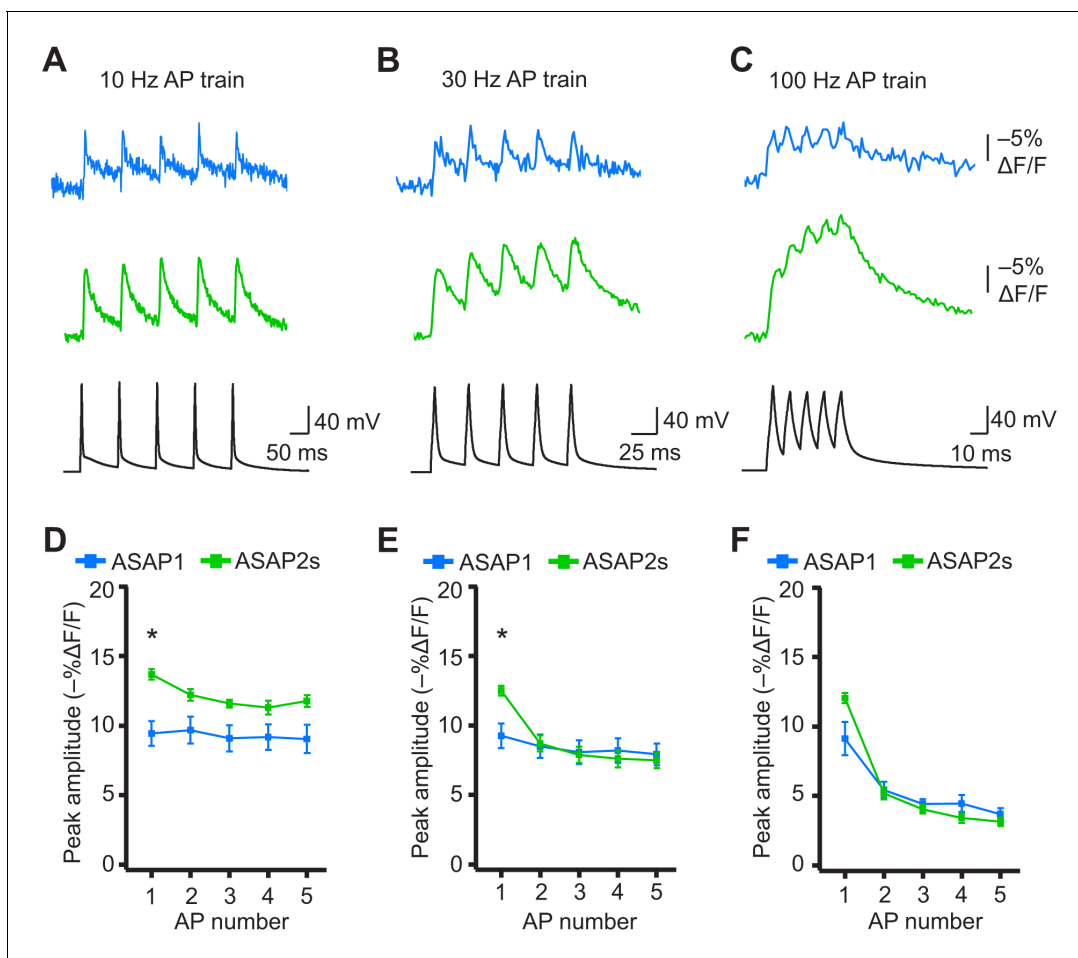 A
10 Hz AP train
B
30 Hz AP train
C
100 Hz AP train
–5%
ΔF/F
–5%
ΔF/F
40 mV
50 ms
40 mV
25 ms
40 mV
10 ms
D
ASAP1 ASAP2s
Peak amplitude (–%ΔF/F)
20
15
10
5
0
*
1 2 3 4 5
AP number
E
ASAP1 ASAP2s
Peak amplitude (–%ΔF/F)
20
15
10
5
0
*
1 2 3 4 5
AP number
F
ASAP1 ASAP2s
Peak amplitude (–%ΔF/F)
20
15
10
5
0
1 2 3 4 5
AP number